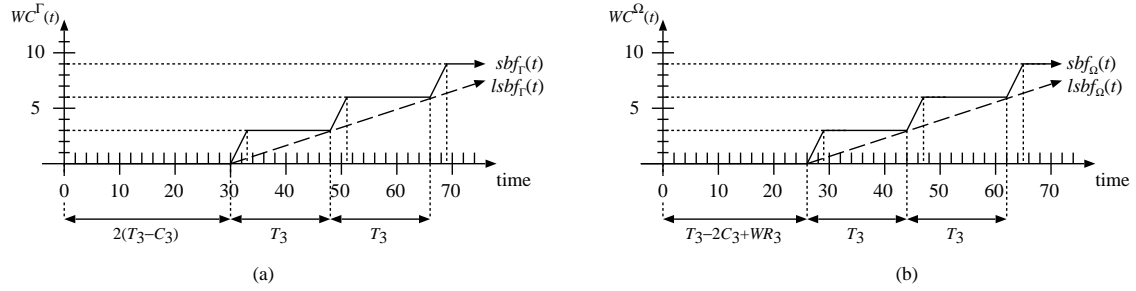 WC^Γ(t)
10
5
sbf_Γ(t)
lsbf_Γ(t)
0 10 20 30 40 50 60 70 time
2(T3−C3) T3 T3
(a)
WC^Ω(t)
10
5
sbf_Ω(t)
lsbf_Ω(t)
0 10 20 30 40 50 60 70 time
T3−2C3+WR3 T3 T3
(b)